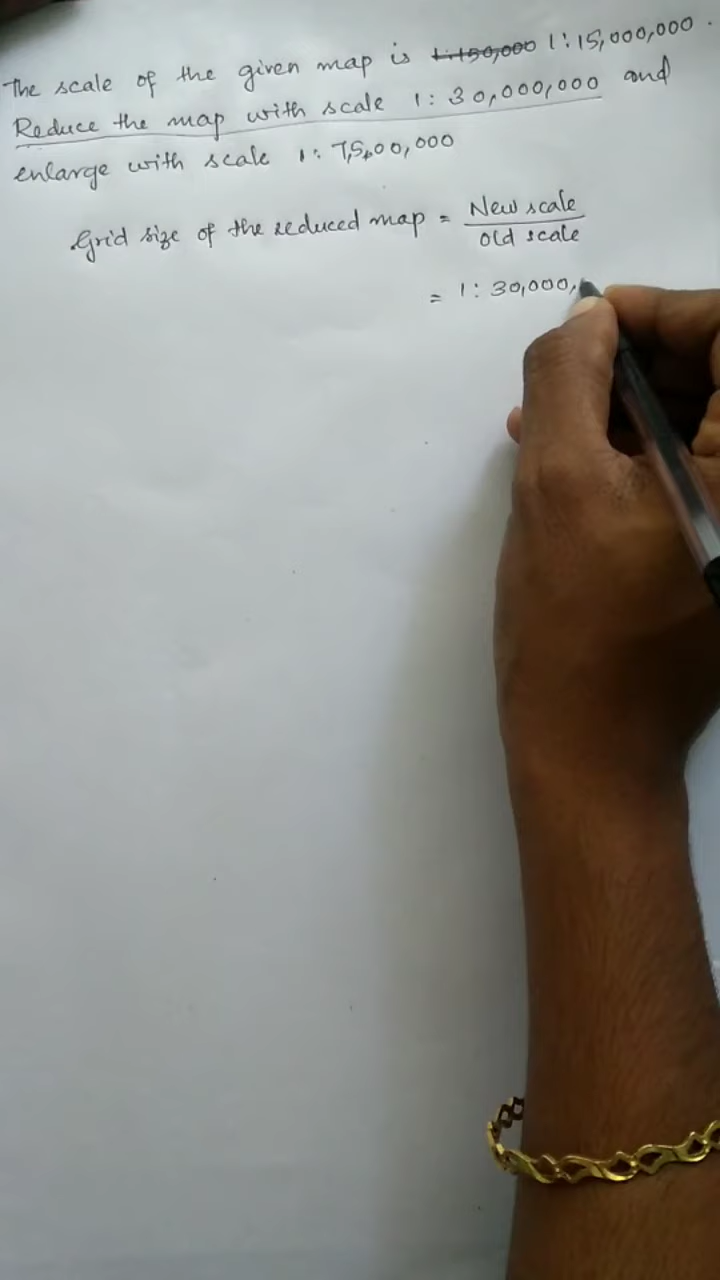 The scale of the given map is 1:150,000 1:15,000,000.
Reduce the map with scale 1:30,000,000 and
enlarge with scale 1:7,500,000
Grid size of the reduced map = New scale
Old scale
= 1:30,000,